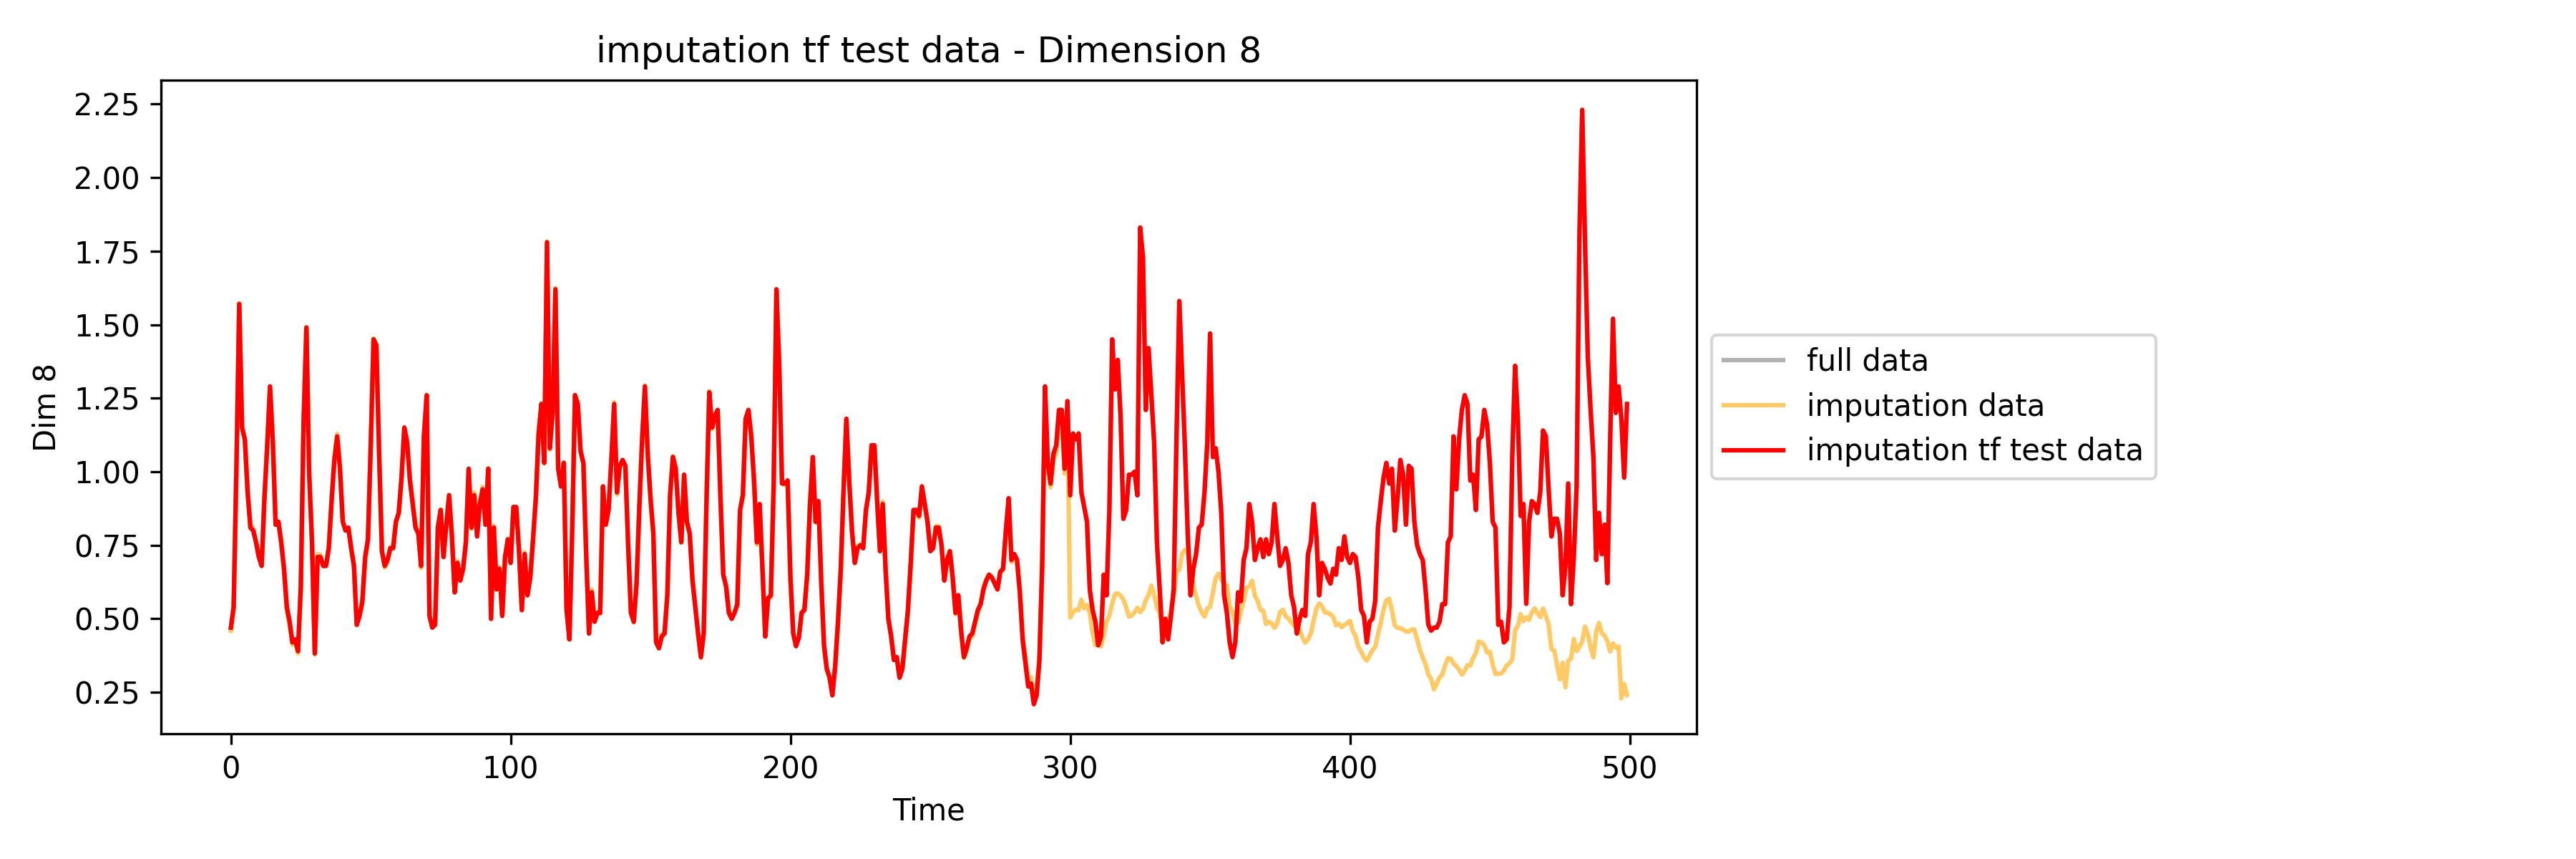 imputation tf test data - Dimension 8
2.25
2.00
1.75
1.50
1.25
1.00
0.75
0.50
0.25
Dim 8
0 100 200 300 400 500
Time
full data
imputation data
imputation tf test data